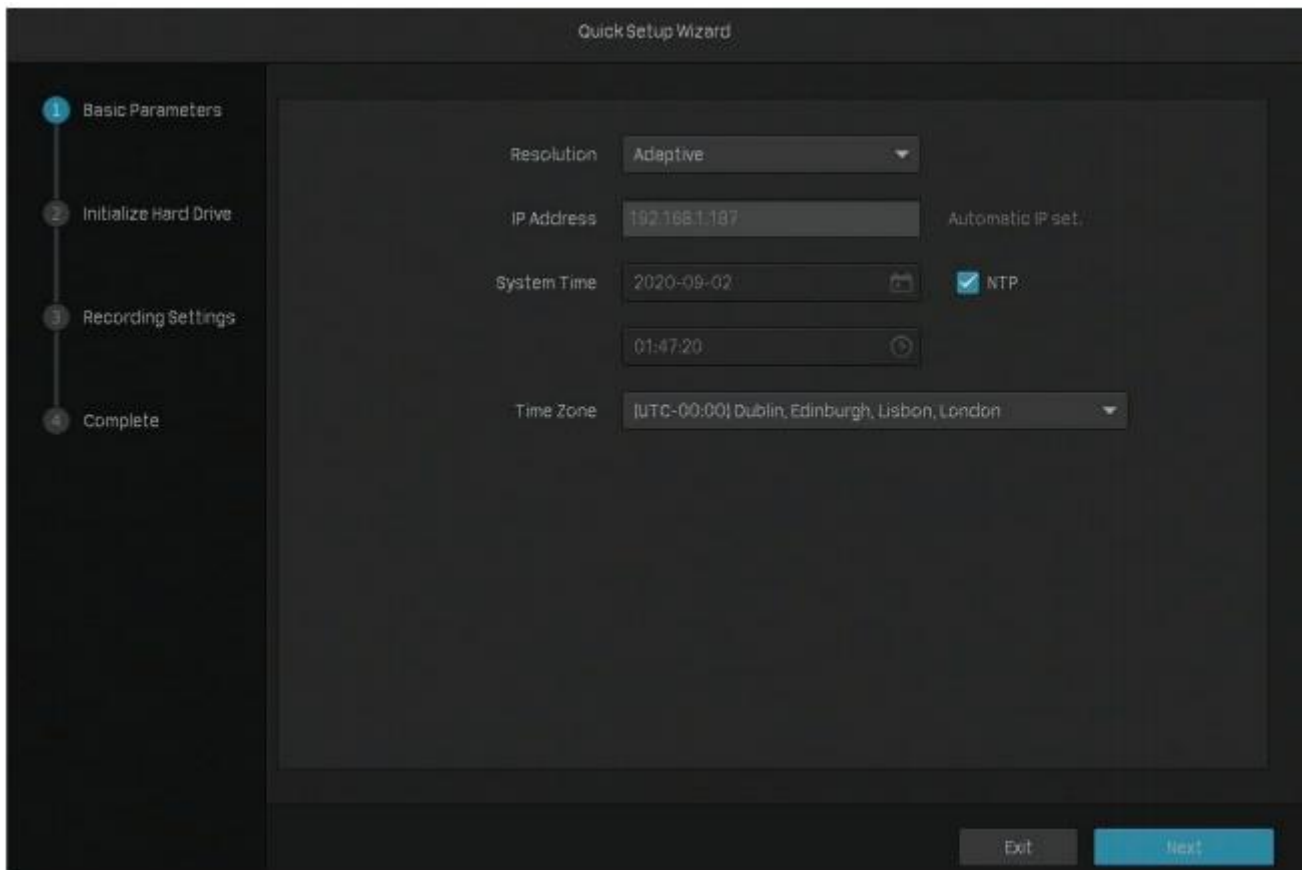 Quick Setup Wizard
1 Basic Parameters
2 Initialize Hard Drive
3 Recording Settings
4 Complete
Resolution Adaptive
IP Address 192.168.1.187 Automatic IP set.
System Time 2020-09-02 NTP
01:47:20
Time Zone (UTC-00:00) Dublin, Edinburgh, Lisbon, London
Exit Next